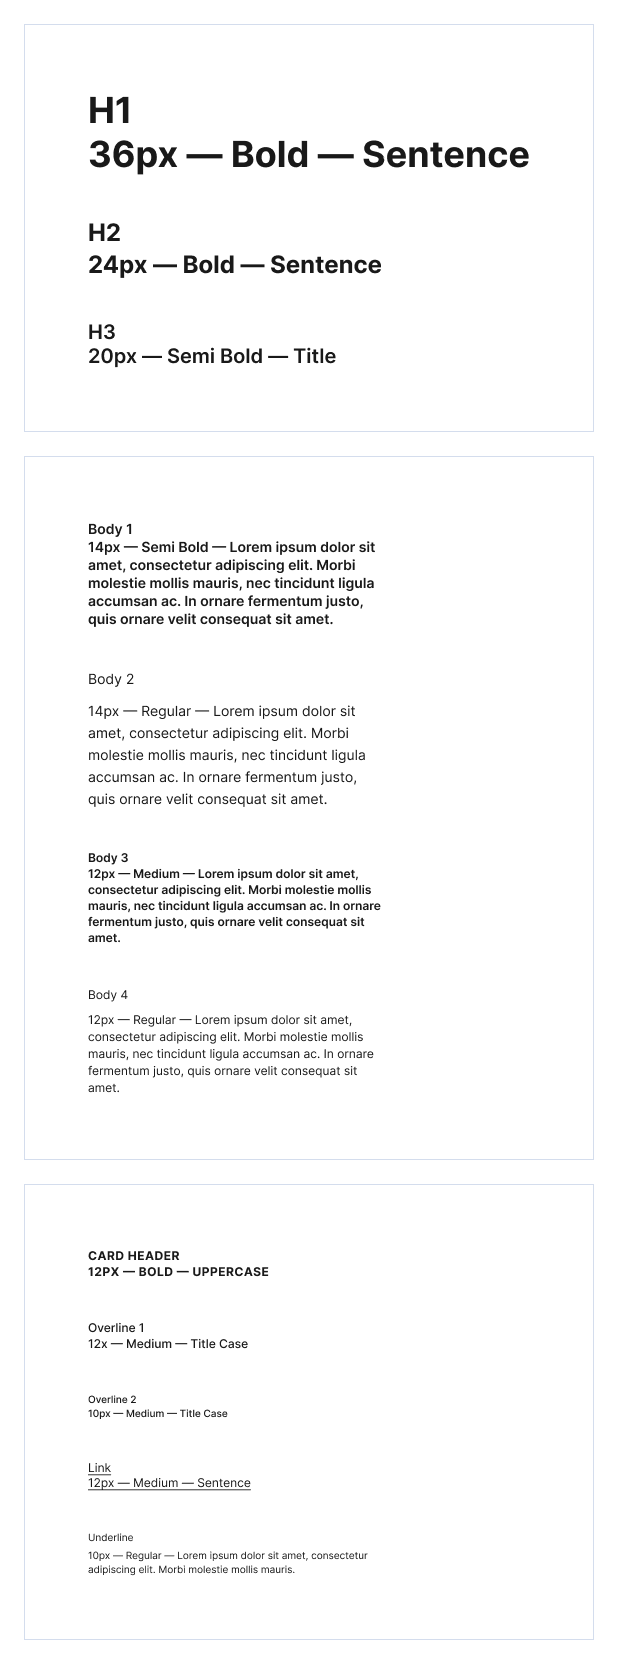 H1
36px — Bold — Sentence
H2
24px — Bold — Sentence
H3
20px — Semi Bold — Title
Body 1
14px — Semi Bold — Lorem ipsum dolor sit
amet, consectetur adipiscing elit. Morbi
molestie mollis mauris, nec tincidunt ligula
accumsan ac. In ornare fermentum justo,
quis ornare velit consequat sit amet.
Body 2
14px — Regular — Lorem ipsum dolor sit
amet, consectetur adipiscing elit. Morbi
molestie mollis mauris, nec tincidunt ligula
accumsan ac. In ornare fermentum justo,
quis ornare velit consequat sit amet.
Body 3
12px — Medium — Lorem ipsum dolor sit amet,
consectetur adipiscing elit. Morbi molestie mollis
mauris, nec tincidunt ligula accumsan ac. In ornare
fermentum justo, quis ornare velit consequat sit
amet.
Body 4
12px — Regular — Lorem ipsum dolor sit amet,
consectetur adipiscing elit. Morbi molestie mollis
mauris, nec tincidunt ligula accumsan ac. In ornare
fermentum justo, quis ornare velit consequat sit
amet.
CARD HEADER
12PX — BOLD — UPPERCASE
Overline 1
12x — Medium — Title Case
Overline 2
10px — Medium — Title Case
Link
12px — Medium — Sentence
Underline
10px — Regular — Lorem ipsum dolor sit amet, consectetur
adipiscing elit. Morbi molestie mollis mauris.